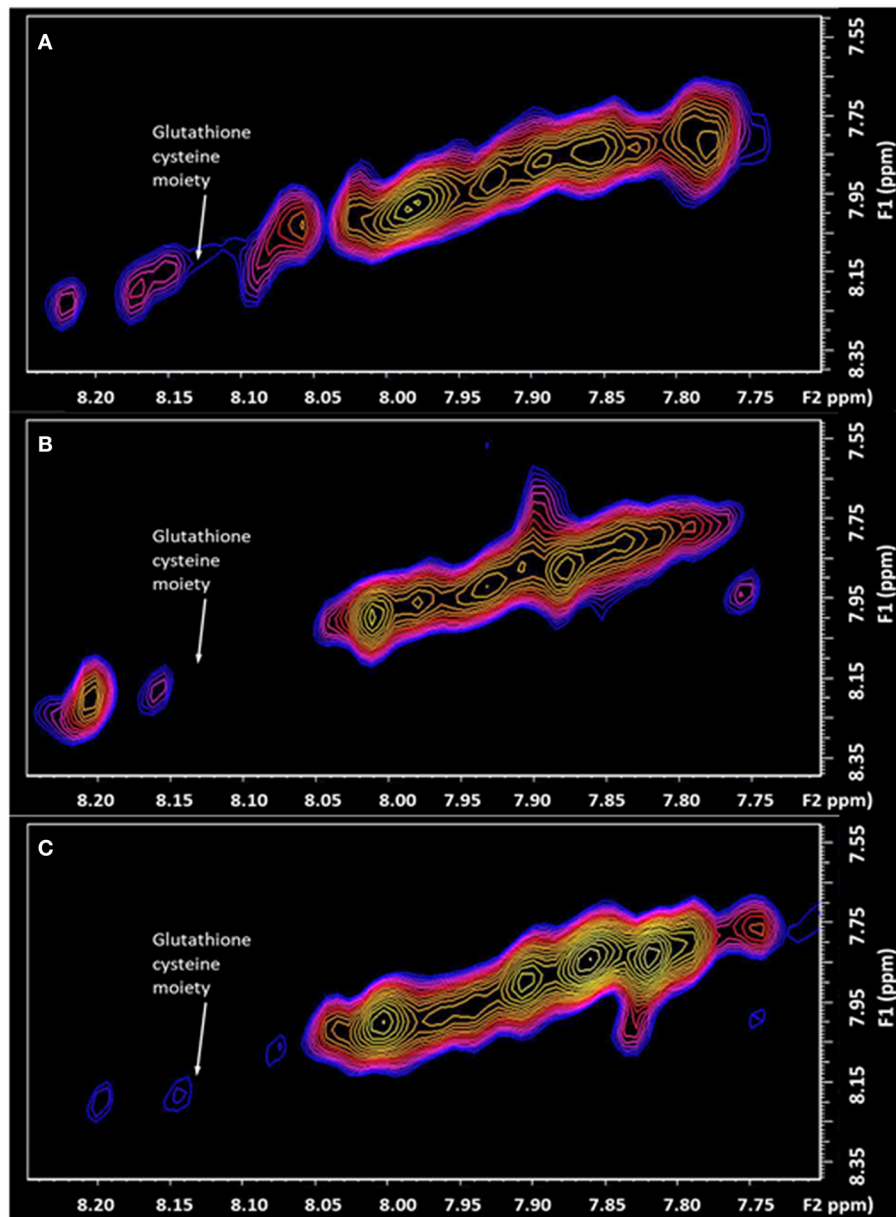 A
Glutathione
cysteine
moiety
7.55
7.75
7.95
8.15
8.35
F1 (ppm)
8.20 8.15 8.10 8.05 8.00 7.95 7.90 7.85 7.80 7.75 F2 ppm)
B
Glutathione
cysteine
moiety
7.55
7.75
7.95
8.15
8.35
F1 (ppm)
8.20 8.15 8.10 8.05 8.00 7.95 7.90 7.85 7.80 7.75 F2 ppm)
C
Glutathione
cysteine
moiety
7.55
7.75
7.95
8.15
8.35
F1 (ppm)
8.20 8.15 8.10 8.05 8.00 7.95 7.90 7.85 7.80 7.75 F2 ppm)